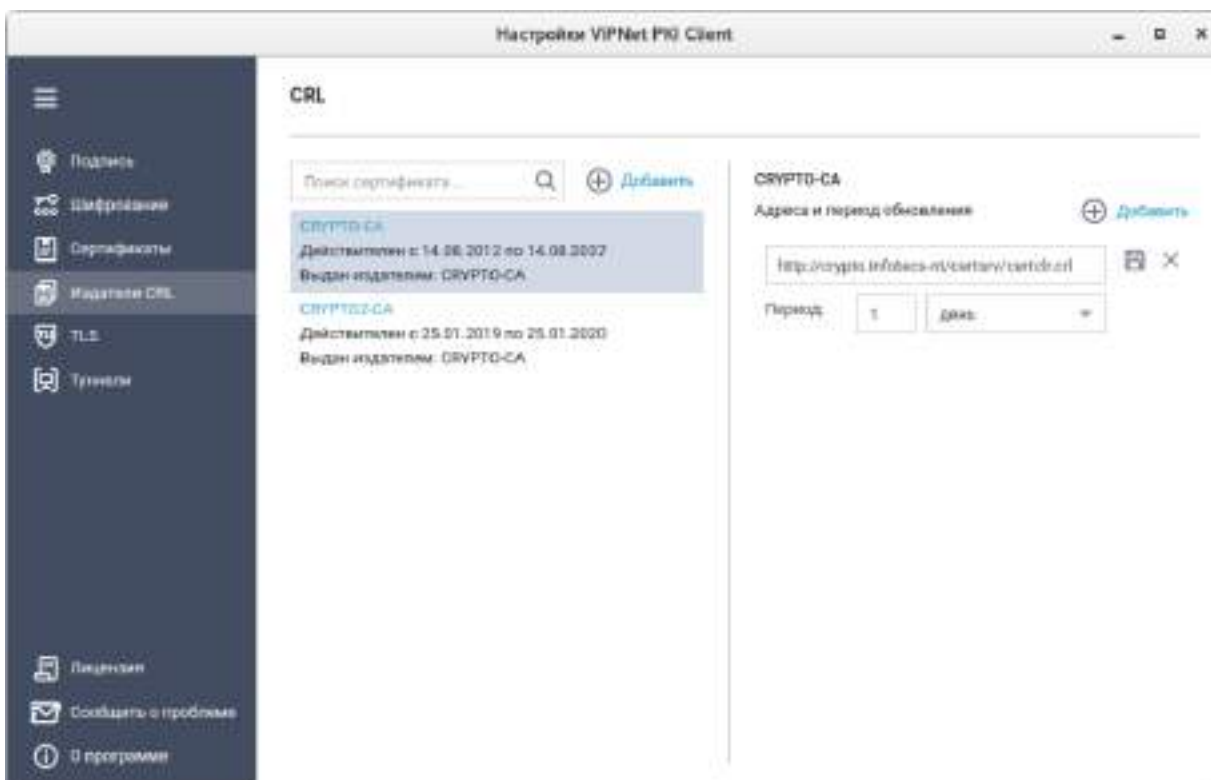 Настройки ViPNet PKI Client
CRL
Подпись
Шифрование
Сертификаты
Издатели CRL
TLS
Туннели
Лицензия
Сообщить о проблеме
О программе
Поиск сертификата ...
Добавить
CRYPTO-CA
Действителен с 14.08.2012 по 14.08.2037
Выдан издателем: CRYPTO-CA
CRYPTO2-CA
Действителен с 25.01.2019 по 25.01.2020
Выдан издателем: CRYPTO-CA
CRYPTO-CA
Адреса и период обновления
Добавить
Период: 1 день